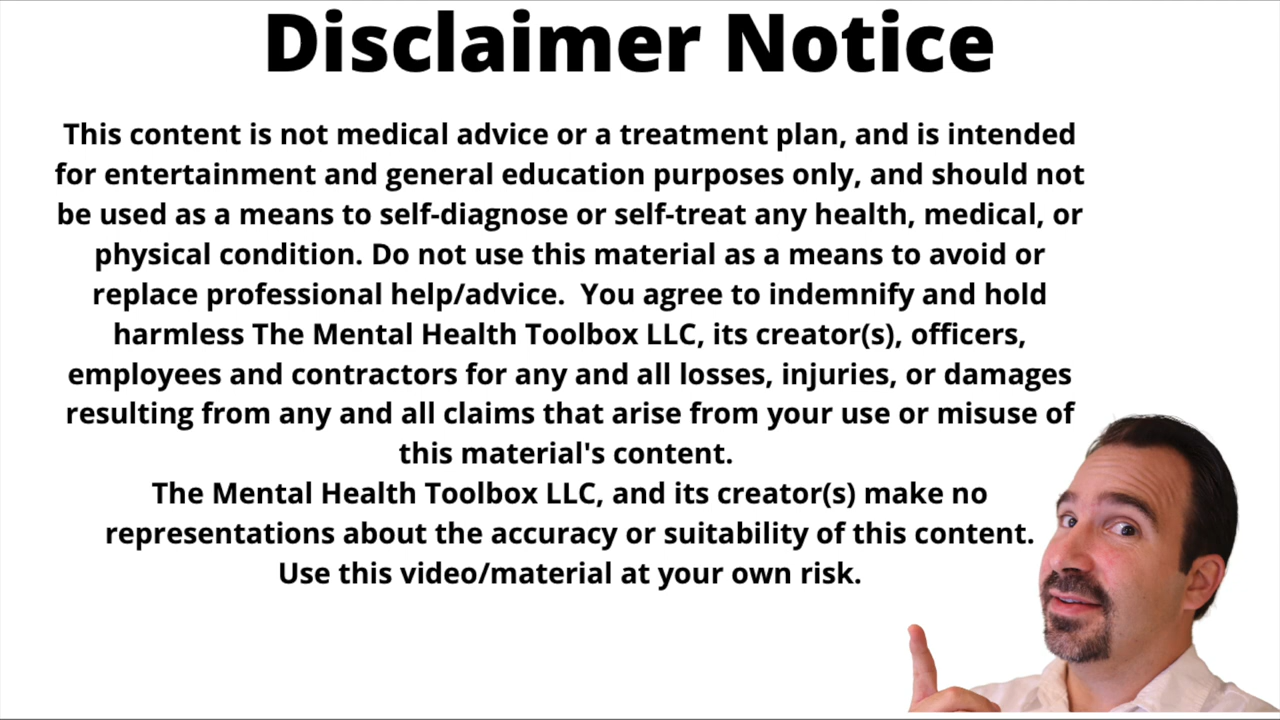 Disclaimer Notice
This content is not medical advice or a treatment plan, and is intended
for entertainment and general education purposes only, and should not
be used as a means to self-diagnose or self-treat any health, medical, or
physical condition. Do not use this material as a means to avoid or
replace professional help/advice.  You agree to indemnify and hold
harmless The Mental Health Toolbox LLC, its creator(s), officers,
employees and contractors for any and all losses, injuries, or damages
resulting from any and all claims that arise from your use or misuse of
this material's content.
The Mental Health Toolbox LLC, and its creator(s) make no
representations about the accuracy or suitability of this content.
Use this video/material at your own risk.